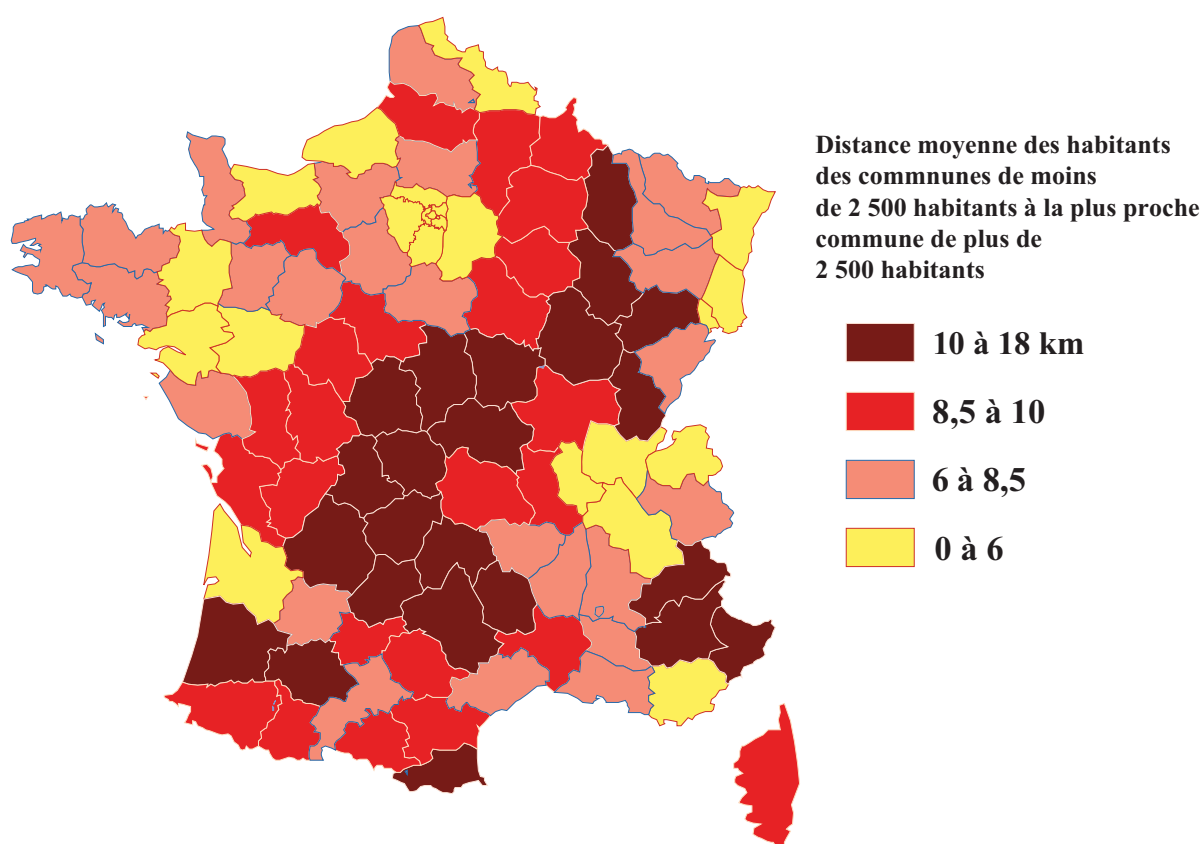 Distance moyenne des habitants
des commnunes de moins
de 2 500 habitants à la plus proche
commune de plus de
2 500 habitants
10 à 18 km
8,5 à 10
6 à 8,5
0 à 6